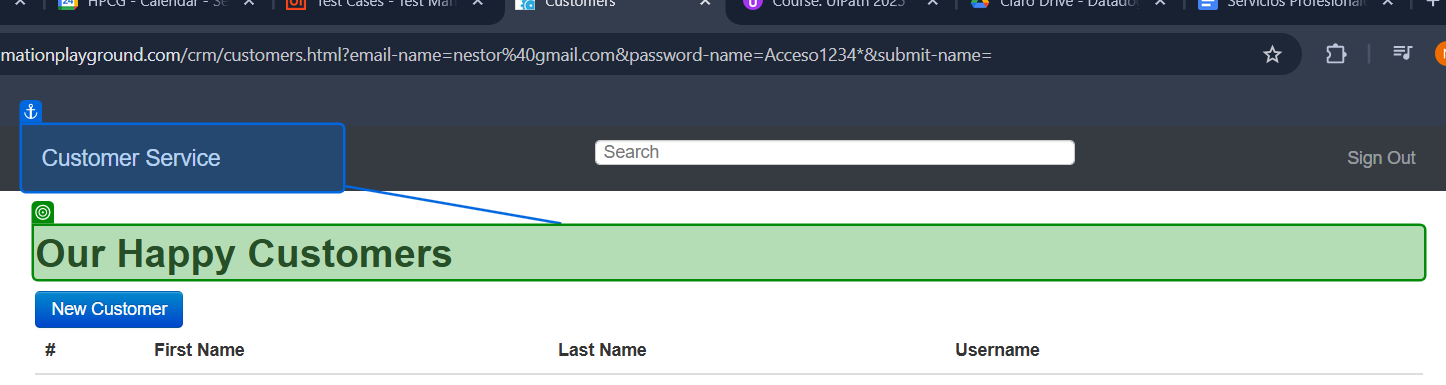 HPCG - Calendar - Se
Test Cases - Test Man
Customers
Course: UiPath 2025
Claro Drive - Datado
Servicios Profesional
mationplayground.com/crm/customers.html?email-name=nestor%40gmail.com&password-name=Acceso1234*&submit-name=
Customer Service
Search
Sign Out
Our Happy Customers
New Customer
# First Name Last Name Username